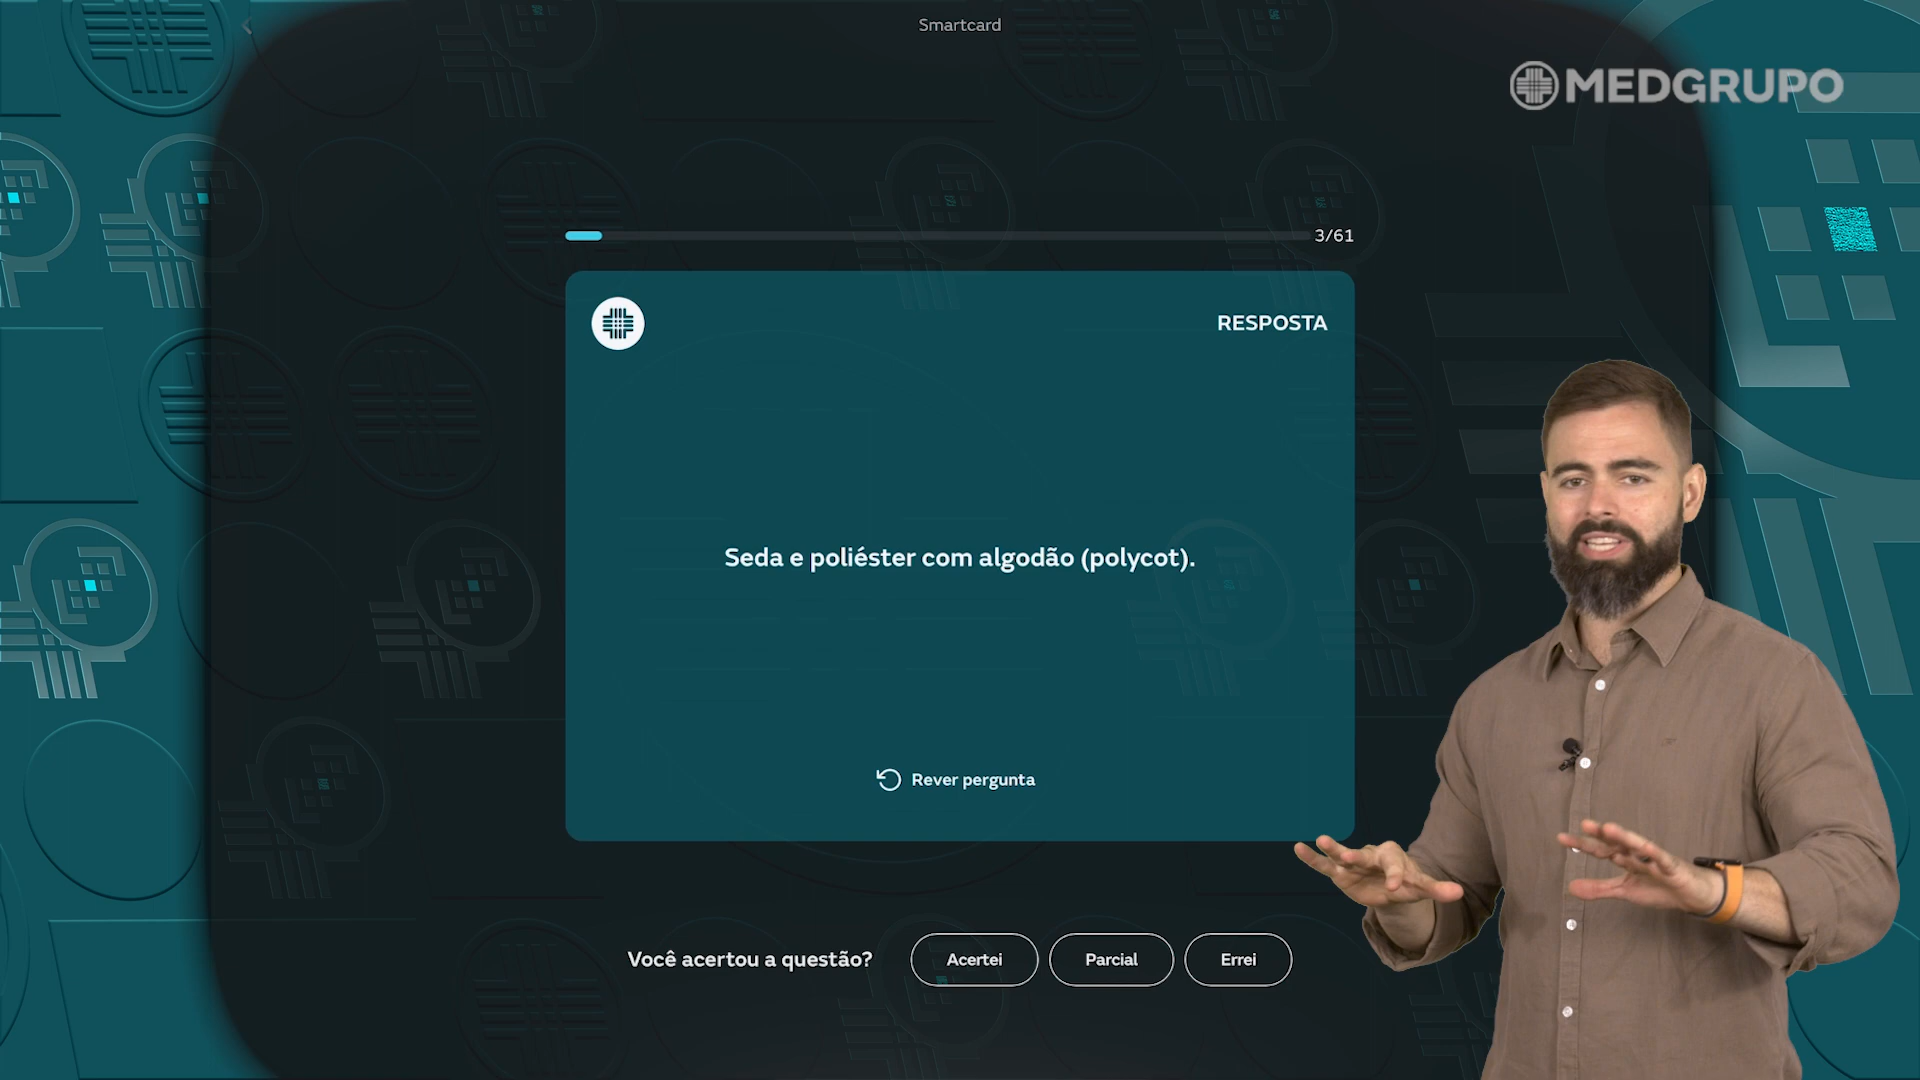 Smartcard
MEDGRUPO
3/61
RESPOSTA
Seda e poliéster com algodão (polycot).
Rever pergunta
Você acertou a questão?
Acertei
Parcial
Errei